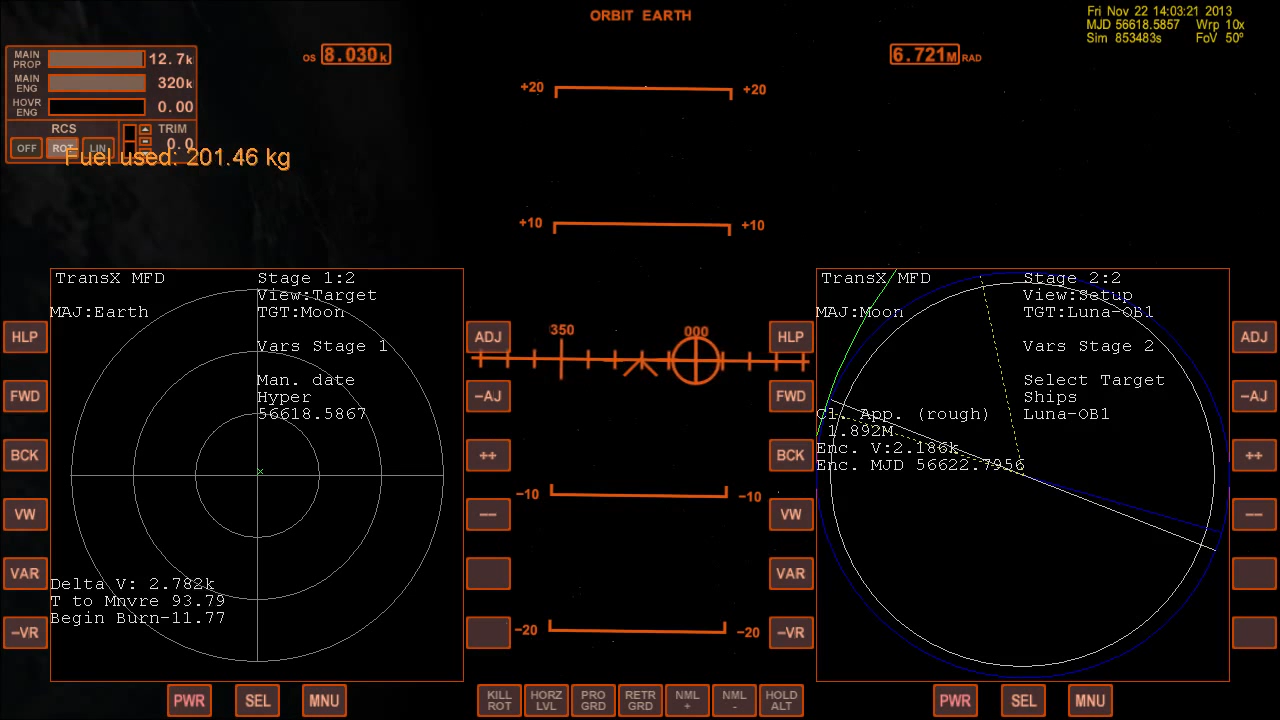 ORBIT EARTH
Fri Nov 22 14:03:21 2013
MJD 56618.5857 Wrp 10x
Sim 853483s FoV 50°
MAIN PROP 12.7k
MAIN ENG 320k
HOVR ENG 0.00
RCS TRIM
OFF ROT LIN 0.0
Fuel used: 201.46 kg
OS 8.030k
6.721M RAD
+20 +20
+10 +10
350 000
-10 -10
-20 -20
TransX MFD Stage 1:2
View:Target
MAJ:Earth TGT:Moon
Vars Stage 1
Man. date
Hyper
56618.5867
Delta V: 2.782k
T to Mnvre 93.79
Begin Burn-11.77
HLP
FWD
BCK
VW
VAR
-VR
ADJ
-AJ
++
--
PWR SEL MNU
KILL ROT
HORZ LVL
PRO GRD
RETR GRD
NML +
NML -
HOLD ALT
TransX MFD Stage 2:2
View:Setup
MAJ:Moon TGT:Luna-OB1
Vars Stage 2
Select Target
Ships
Cl. App. (rough) Luna-OB1
1.892M
Enc. V:2.186k
Enc. MJD 56622.7956
HLP
FWD
BCK
VW
VAR
-VR
ADJ
-AJ
++
--
PWR SEL MNU